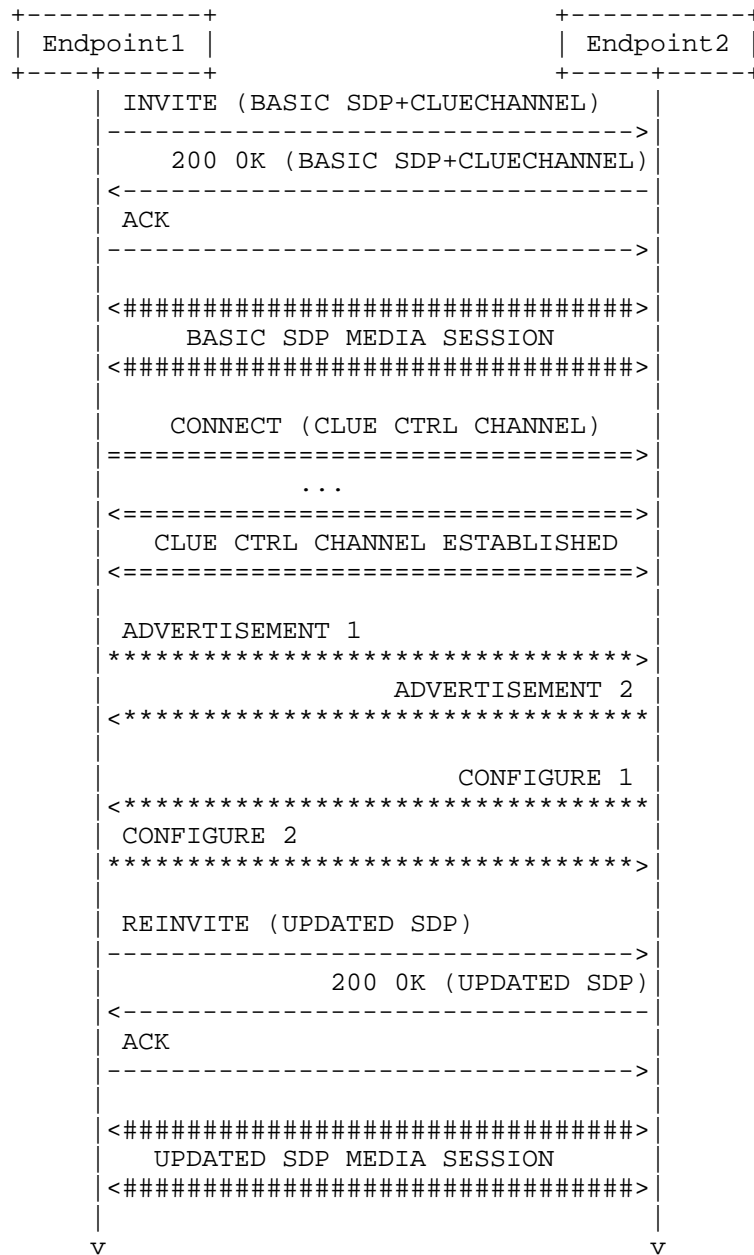 Endpoint1 Endpoint2
INVITE (BASIC SDP+CLUECHANNEL)
200 0K (BASIC SDP+CLUECHANNEL)
ACK
BASIC SDP MEDIA SESSION
CONNECT (CLUE CTRL CHANNEL)
...
CLUE CTRL CHANNEL ESTABLISHED
ADVERTISEMENT 1
ADVERTISEMENT 2
CONFIGURE 1
CONFIGURE 2
REINVITE (UPDATED SDP)
200 0K (UPDATED SDP)
ACK
UPDATED SDP MEDIA SESSION
v v